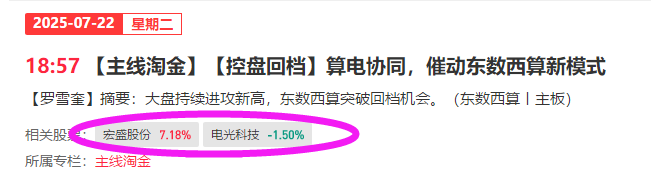 2025-07-22 星期二
18:57 【主线淘金】【控盘回档】算电协同，催动东数西算新模式
【罗雪奎】摘要：大盘持续进攻新高，东数西算突破回档机会。（东数西算丨主板）
相关股票： 宏盛股份 7.18% 电光科技 -1.50%
所属专栏：主线淘金